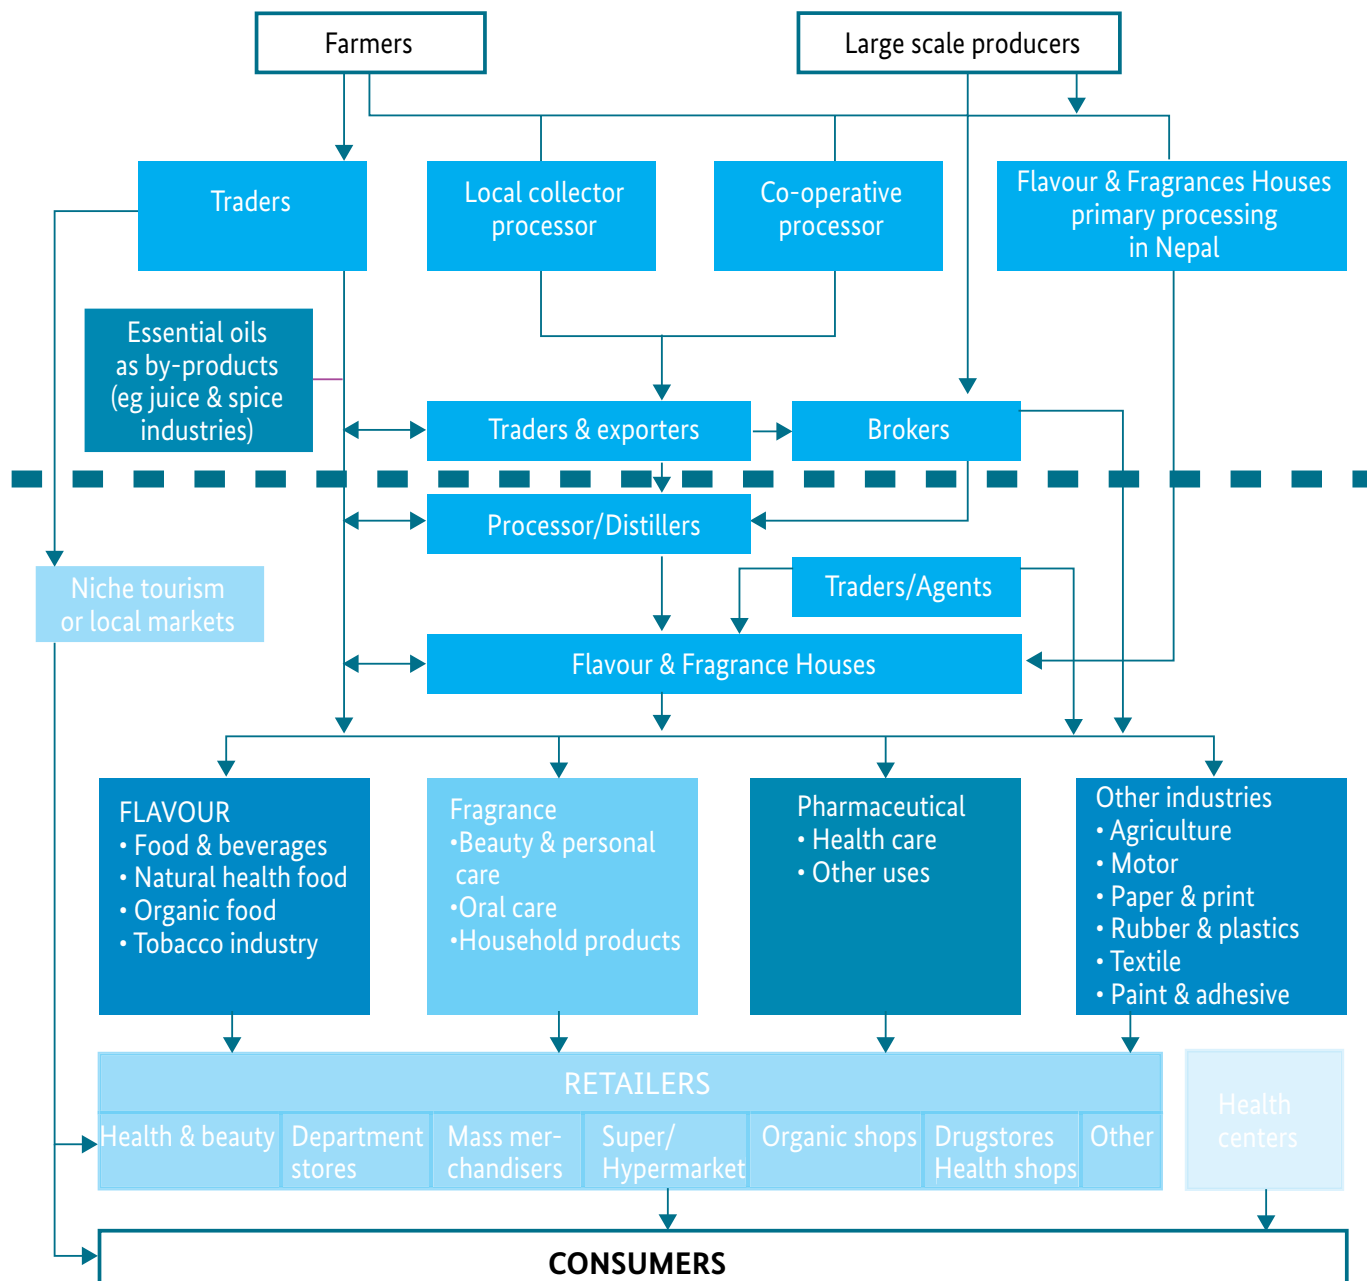 Farmers
Large scale producers
Traders
Local collector
processor
Co-operative
processor
Flavour & Fragrances Houses
primary processing
in Nepal
Essential oils
as by-products
(eg juice & spice
industries)
Traders & exporters
Brokers
Processor/Distillers
Traders/Agents
Niche tourism
or local markets
Flavour & Fragrance Houses
FLAVOUR
• Food & beverages
• Natural health food
• Organic food
• Tobacco industry
Fragrance
•Beauty & personal
care
•Oral care
•Household products
Pharmaceutical
• Health care
• Other uses
Other industries
• Agriculture
• Motor
• Paper & print
• Rubber & plastics
• Textile
• Paint & adhesive
RETAILERS
Health & beauty
Department
stores
Mass mer-
chandisers
Super/
Hypermarket
Organic shops
Drugstores
Health shops
Other
Health
centers
CONSUMERS